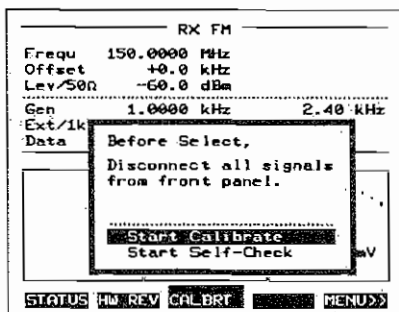 RX FM
Frequ 150.0000 MHz
Offset +0.0 kHz
Lev/50Ω -60.0 dBm
Gen 1.0000 kHz 2.40 kHz
Ext/1k
Data
Before Select,
Disconnect all signals
from front panel.
Start Calibrate
Start Self-Check
mV
STATUS HW REV CALBRT MENU>>